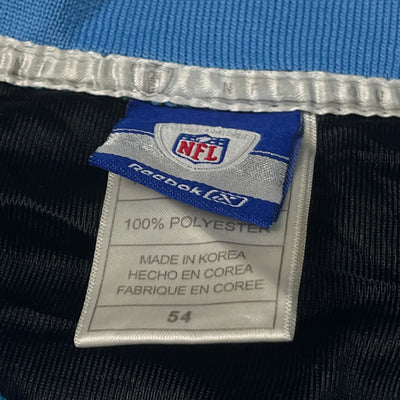 NFL
Reebok
100% POLYESTER
MADE IN KOREA
HECHO EN COREA
FABRIQUE EN COREE
54